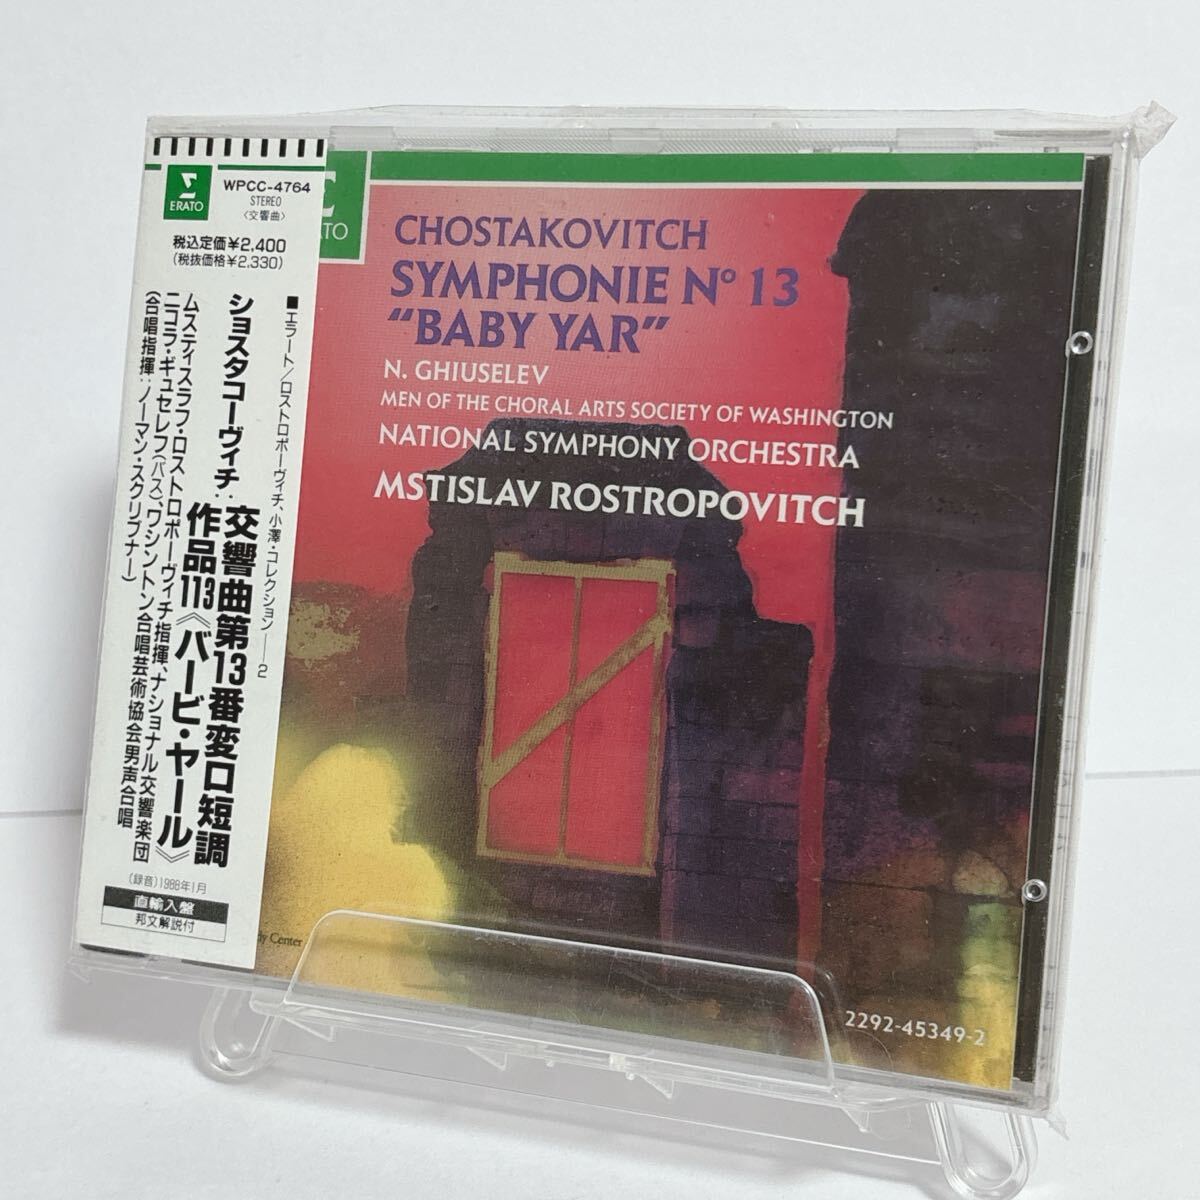 ERATO
WPCC-4764
STEREO
〈交響曲〉
税込定価¥2,400
(税抜価格¥2,330)
■エラート/ロストロポーヴィチ、小澤・コレクション——2
ショスタコーヴィチ:交響曲第13番変ロ短調
作品113《バービ・ヤール》
ムスティスラフ・ロストロポーヴィチ指揮、ナショナル交響楽団
ニコラ・ギュセレフ(バス)、ワシントン合唱芸術協会男声合唱
(合唱指揮:ノーマン・スクリブナー)
(録音)1988年1月
直輸入盤
邦文解説付
CHOSTAKOVITCH
SYMPHONIE Nº 13
“BABY YAR”
N. GHIUSELEV
MEN OF THE CHORAL ARTS SOCIETY OF WASHINGTON
NATIONAL SYMPHONY ORCHESTRA
MSTISLAV ROSTROPOVITCH
Center
2292-45349-2